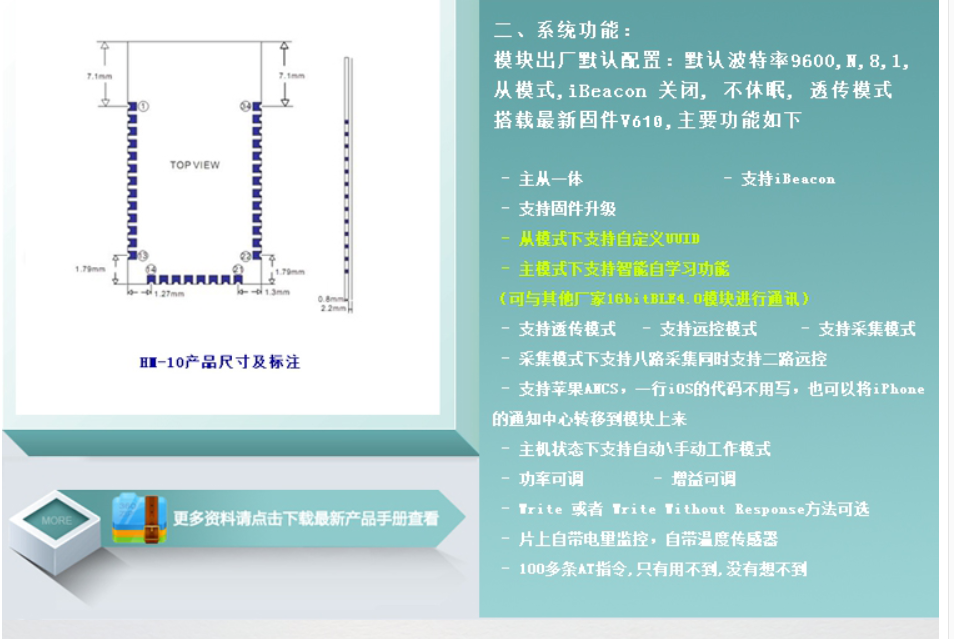 7.1mm
7.1mm
1
34
TOP VIEW
13
22
14
21
1.79mm
1.79mm
1.27mm
1.3mm
0.8mm
2.2mm
HM-10产品尺寸及标注
MORE
更多资料请点击下载最新产品手册查看
二、系统功能：
模块出厂默认配置：默认波特率9600,N,8,1,
从模式,iBeacon 关闭, 不休眠, 透传模式
搭载最新固件V610,主要功能如下
- 主从一体 - 支持iBeacon
- 支持固件升级
- 从模式下支持自定义UUID
- 主模式下支持智能自学习功能
（可与其他厂家16bitBLE4.0模块进行通讯）
- 支持透传模式 - 支持远控模式 - 支持采集模式
- 采集模式下支持八路采集同时支持二路远控
- 支持苹果ANCS，一行iOS的代码不用写，也可以将iPhone
的通知中心转移到模块上来
- 主机状态下支持自动\手动工作模式
- 功率可调 - 增益可调
- Write 或者 Write Without Response方法可选
- 片上自带电量监控，自带温度传感器
- 100多条AT指令,只有用不到,没有想不到